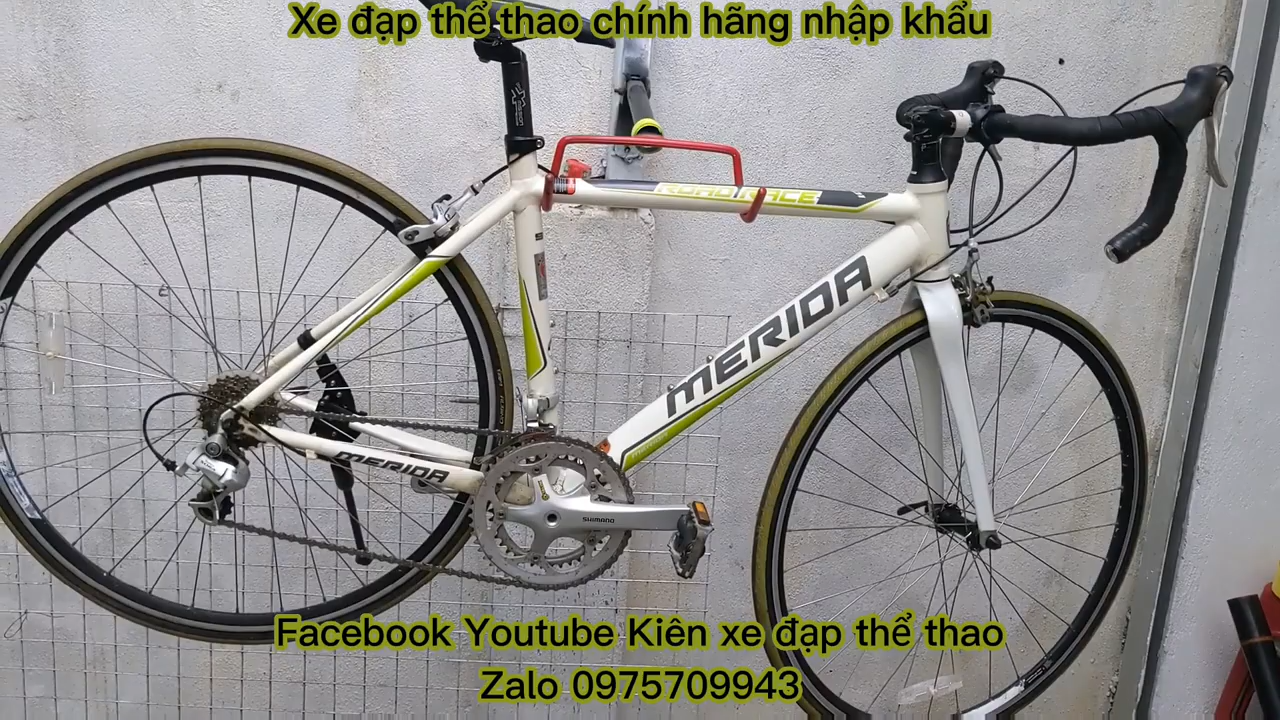 Xe đạp thể thao chính hãng nhập khẩu
ROAD RACE
MERIDA
MERIDA
SHIMANO
Facebook Youtube Kiên xe đạp thể thao
Zalo 0975709943